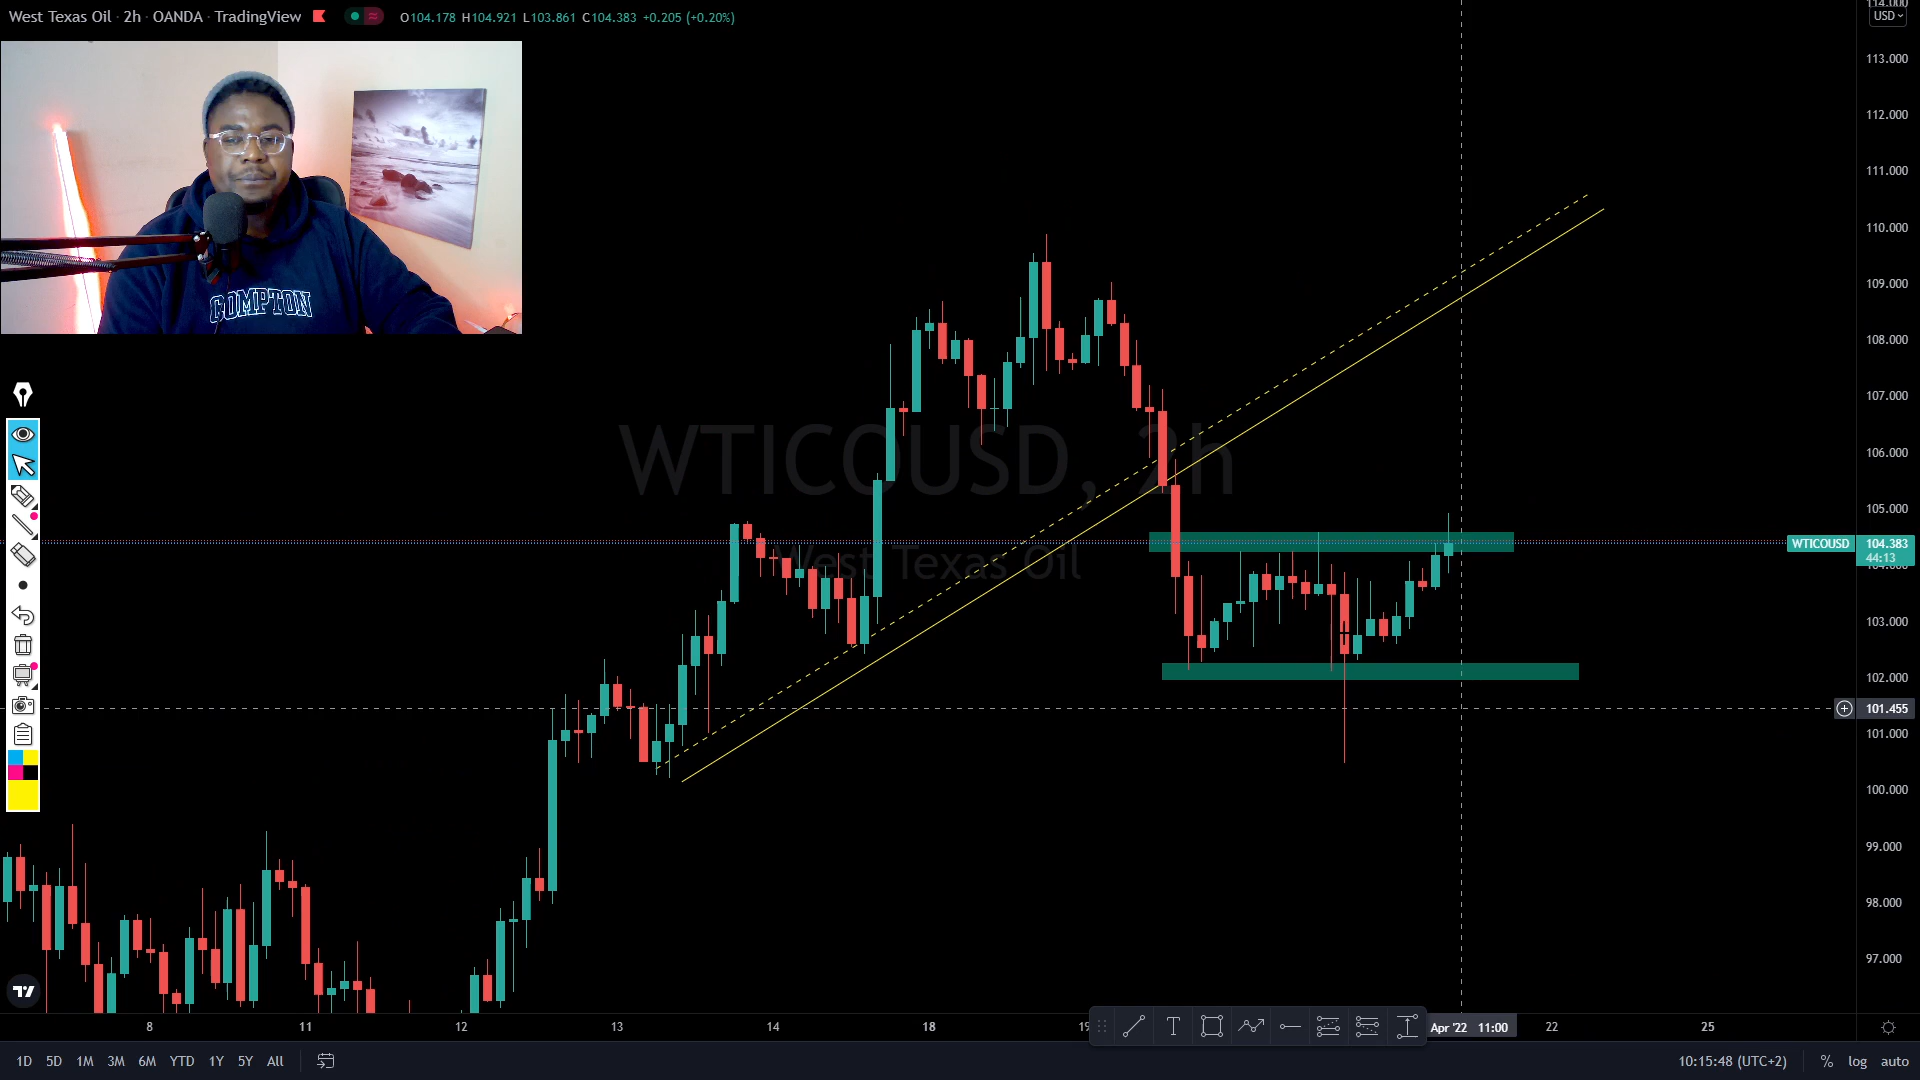 West Texas Oil · 2h · OANDA · TradingView
O104.178 H104.921 L103.861 C104.383 +0.205 (+0.20%)
114.000
USD
113.000
112.000
111.000
110.000
109.000
108.000
107.000
106.000
105.000
WTICOUSD 104.383
44:13
104.000
103.000
102.000
101.455
101.000
100.000
99.000
98.000
97.000
COMPTON
WTICOUSD, 2h
West Texas Oil
8 11 12 13 14 18 19 Apr '22 11:00 22 25
1D 5D 1M 3M 6M YTD 1Y 5Y All
10:15:48 (UTC+2) % log auto